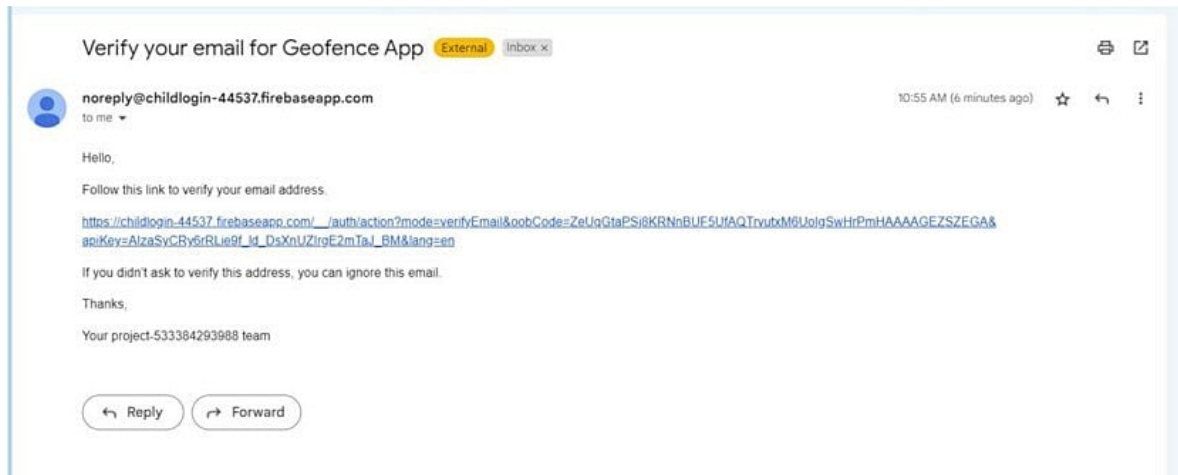 Verify your email for Geofence App External Inbox x
noreply@childlogin-44537.firebaseapp.com 10:55 AM (6 minutes ago)
to me
Hello,
Follow this link to verify your email address.
https://childlogin-44537.firebaseapp.com/__/auth/action?mode=verifyEmail&oobCode=ZeUqGtaPSj6KRNnBUF5UfAQTrvutxM6UoIgSwHrPmHAAAAGEZSZEGA&
apiKey=AIzaSyCRy6rRLie9f_Id_DsXnUZIrgE2mTaJ_BM&lang=en
If you didn't ask to verify this address, you can ignore this email.
Thanks,
Your project-533384293988 team
Reply Forward